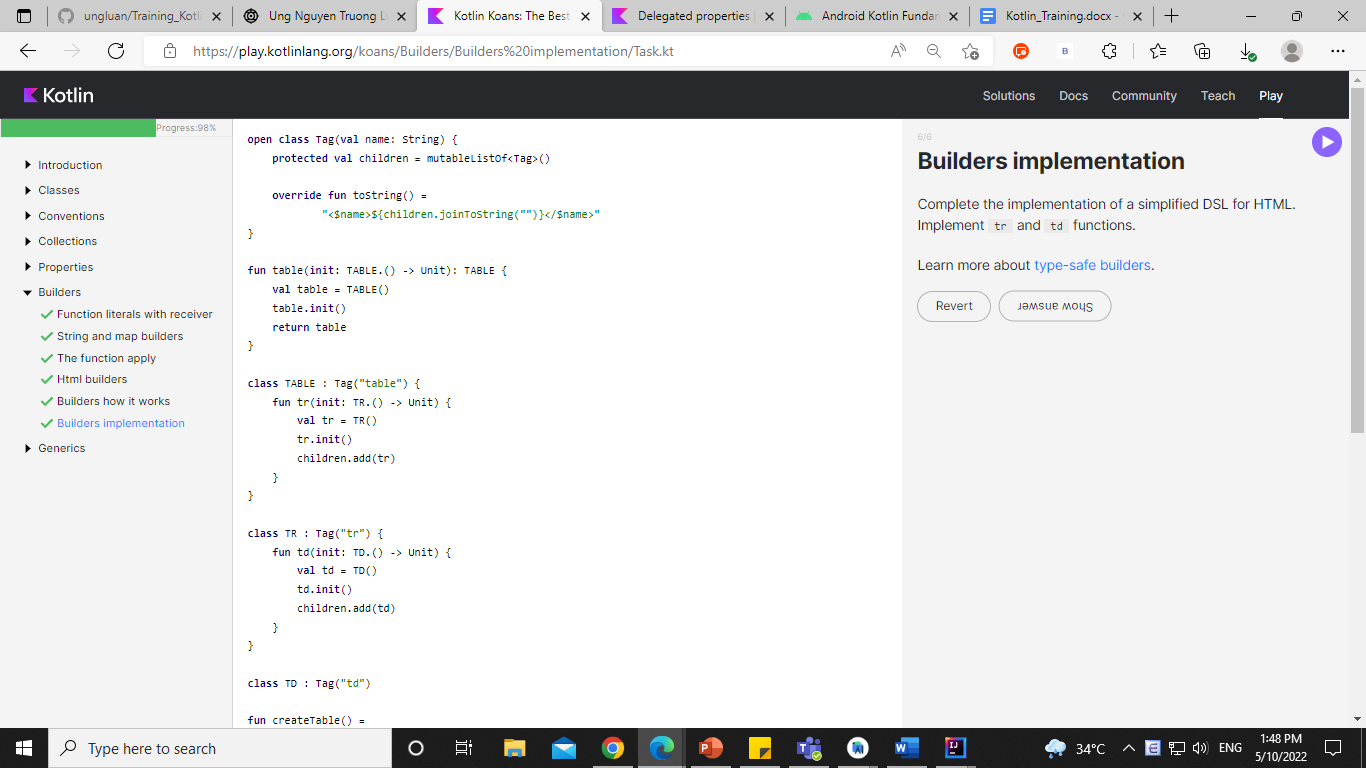 ungluan/Training_Kotl
Ung Nguyen Truong L
Kotlin Koans: The Best
Delegated properties
Android Kotlin Fundan
Kotlin_Training.docx -
https://play.kotlinlang.org/koans/Builders/Builders%20implementation/Task.kt
B
Kotlin
Solutions
Docs
Community
Teach
Play
Progress:98%
Introduction
Classes
Conventions
Collections
Properties
Builders
Function literals with receiver
String and map builders
The function apply
Html builders
Builders how it works
Builders implementation
Generics
open class Tag(val name: String) {
    protected val children = mutableListOf<Tag>()
    override fun toString() =
            "<$name>${children.joinToString("")}</$name>"
}
fun table(init: TABLE.() -> Unit): TABLE {
    val table = TABLE()
    table.init()
    return table
}
class TABLE : Tag("table") {
    fun tr(init: TR.() -> Unit) {
        val tr = TR()
        tr.init()
        children.add(tr)
    }
}
class TR : Tag("tr") {
    fun td(init: TD.() -> Unit) {
        val td = TD()
        td.init()
        children.add(td)
    }
}
class TD : Tag("td")
fun createTable() =
6/6
Builders implementation
Complete the implementation of a simplified DSL for HTML.
Implement tr and td functions.
Learn more about type-safe builders.
Revert
Show answer
Type here to search
34°C
ENG
1:48 PM
5/10/2022